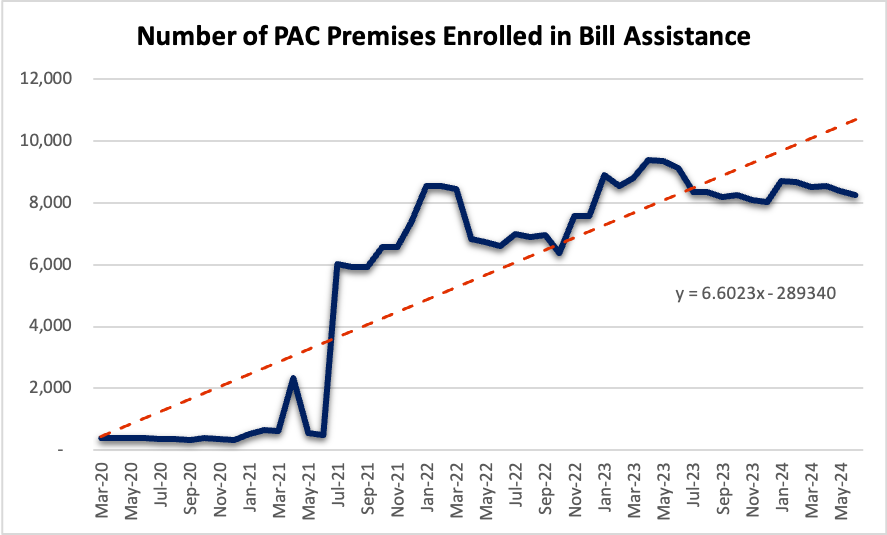 Number of PAC Premises Enrolled in Bill Assistance
12,000
10,000
8,000
6,000
4,000
2,000
-
y = 6.6023x - 289340
Mar-20
May-20
Jul-20
Sep-20
Nov-20
Jan-21
Mar-21
May-21
Jul-21
Sep-21
Nov-21
Jan-22
Mar-22
May-22
Jul-22
Sep-22
Nov-22
Jan-23
Mar-23
May-23
Jul-23
Sep-23
Nov-23
Jan-24
Mar-24
May-24